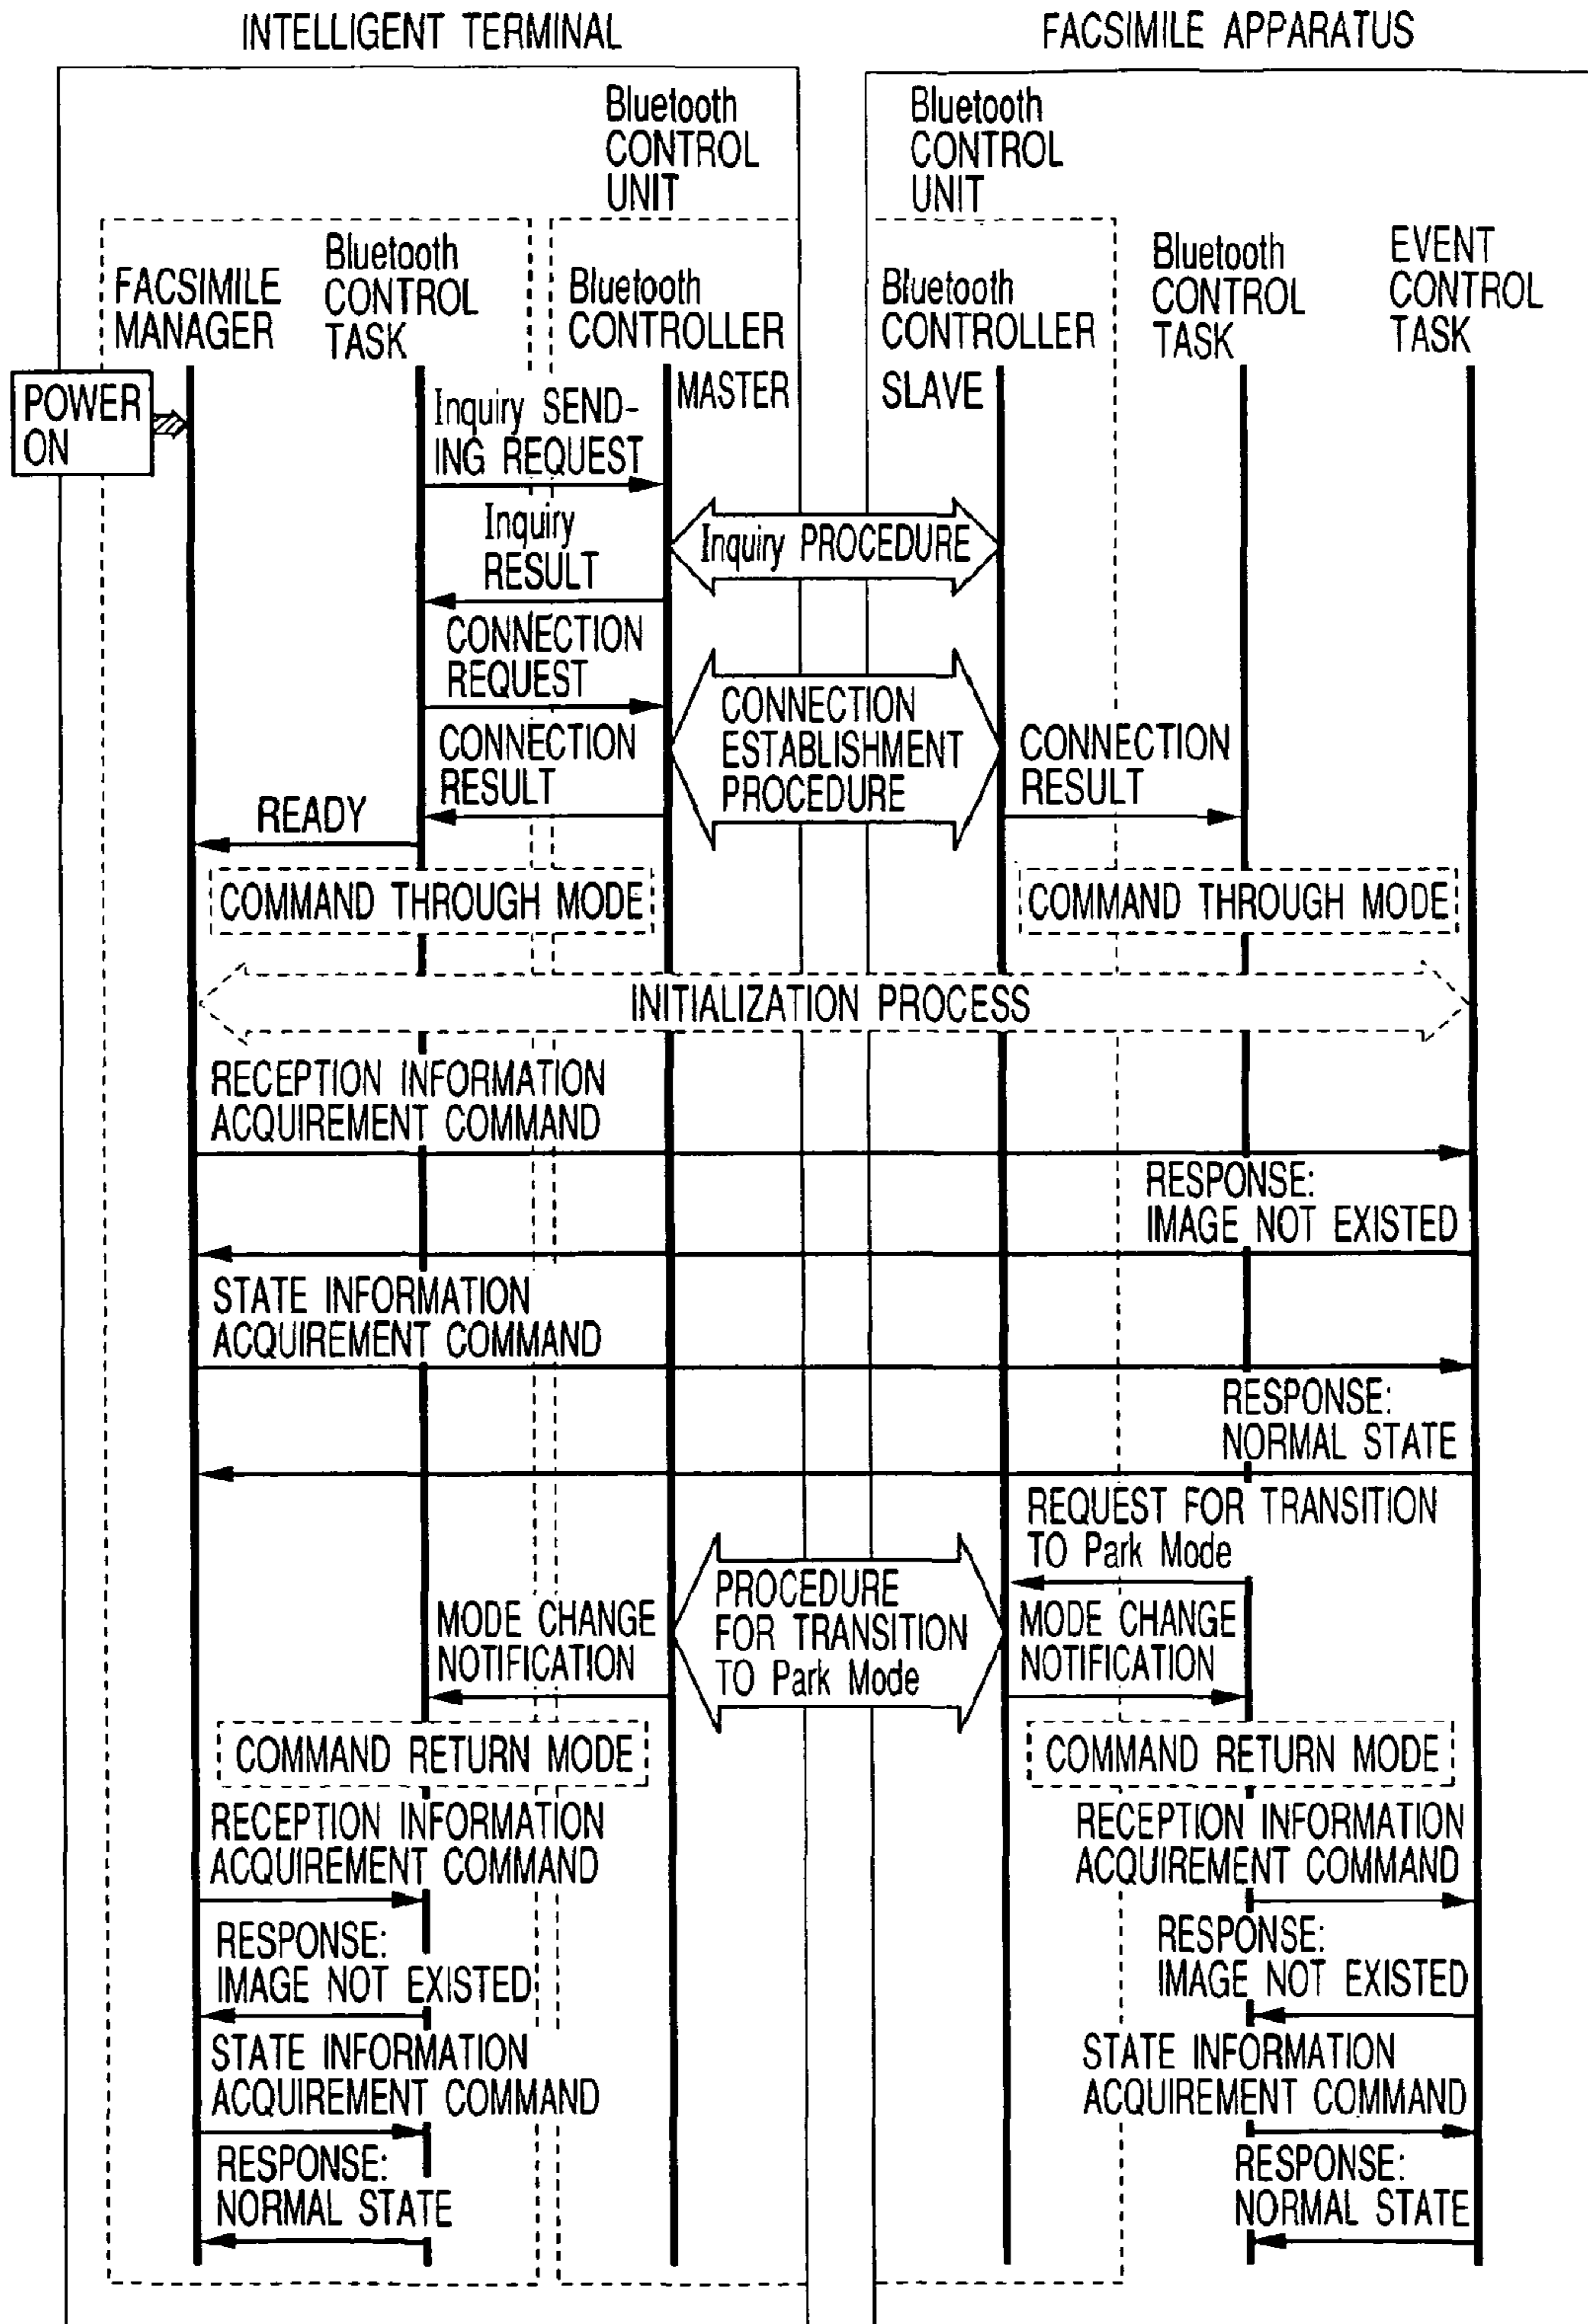 INTELLIGENT TERMINAL
FACSIMILE APPARATUS
Bluetooth
CONTROL
UNIT
Bluetooth
CONTROL
UNIT
FACSIMILE
MANAGER
Bluetooth
CONTROL
TASK
Bluetooth
CONTROLLER
Bluetooth
CONTROLLER
Bluetooth
CONTROL
TASK
EVENT
CONTROL
TASK
POWER
ON
MASTER
SLAVE
Inquiry SEND-
ING REQUEST
Inquiry PROCEDURE
Inquiry
RESULT
CONNECTION
REQUEST
CONNECTION
ESTABLISHMENT
PROCEDURE
CONNECTION
RESULT
CONNECTION
RESULT
READY
COMMAND THROUGH MODE
COMMAND THROUGH MODE
INITIALIZATION PROCESS
RECEPTION INFORMATION
ACQUIREMENT COMMAND
RESPONSE:
IMAGE NOT EXISTED
STATE INFORMATION
ACQUIREMENT COMMAND
RESPONSE:
NORMAL STATE
REQUEST FOR TRANSITION
TO Park Mode
PROCEDURE
FOR TRANSITION
TO Park Mode
MODE CHANGE
NOTIFICATION
MODE CHANGE
NOTIFICATION
COMMAND RETURN MODE
COMMAND RETURN MODE
RECEPTION INFORMATION
ACQUIREMENT COMMAND
RECEPTION INFORMATION
ACQUIREMENT COMMAND
RESPONSE:
IMAGE NOT EXISTED
RESPONSE:
IMAGE NOT EXISTED
STATE INFORMATION
ACQUIREMENT COMMAND
STATE INFORMATION
ACQUIREMENT COMMAND
RESPONSE:
NORMAL STATE
RESPONSE:
NORMAL STATE